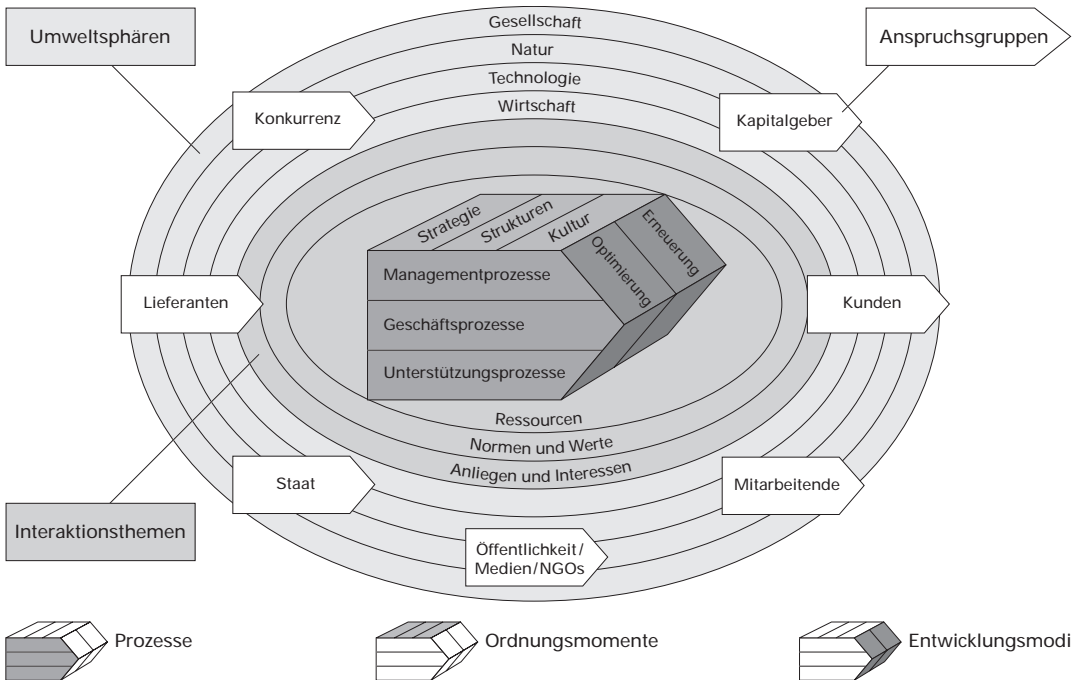 Umweltsphären
Anspruchsgruppen
Gesellschaft
Natur
Technologie
Wirtschaft
Konkurrenz
Kapitalgeber
Strategie
Strukturen
Kultur
Optimierung
Erneuerung
Managementprozesse
Geschäftsprozesse
Unterstützungsprozesse
Lieferanten
Kunden
Ressourcen
Normen und Werte
Anliegen und Interessen
Staat
Mitarbeitende
Interaktionsthemen
Öffentlichkeit/
Medien/NGOs
Prozesse
Ordnungsmomente
Entwicklungsmodi